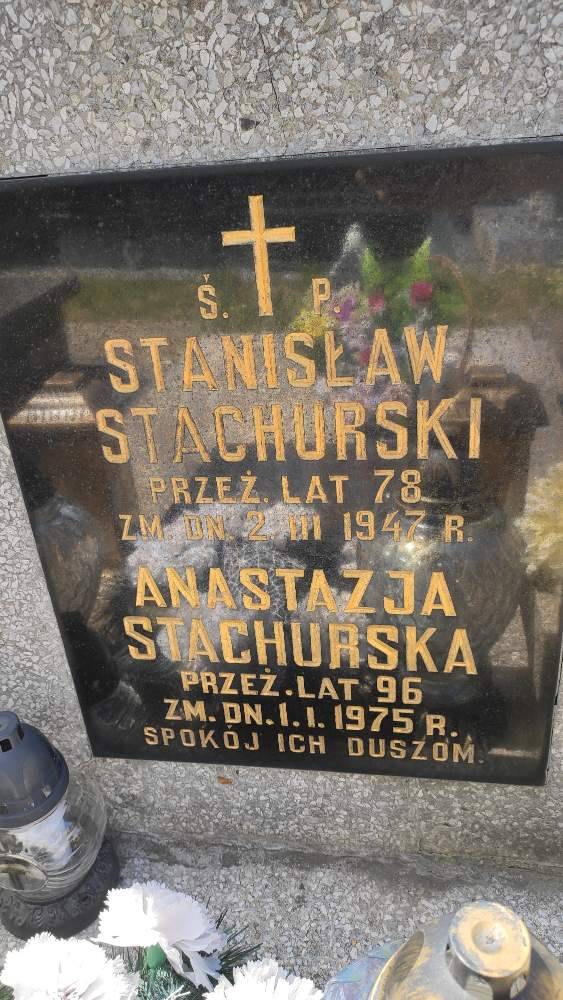 Ś. P.
STANISŁAW
STACHURSKI
PRZEŻ. LAT 78
ZM. DN. 2 III 1947 R.
ANASTAZJA
STACHURSKA
PRZEŻ. LAT 96
ZM. DN. 1. I. 1975 R.
SPOKÓJ ICH DUSZOM.